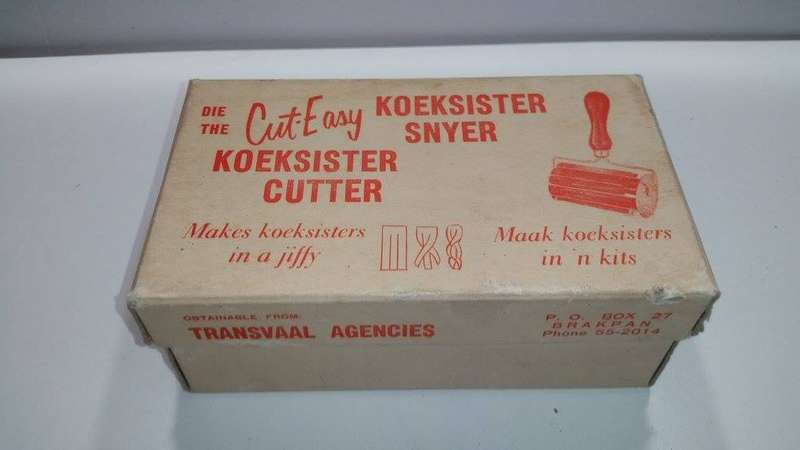 DIE THE Cut-Easy KOEKSISTER SNYER
KOEKSISTER CUTTER
Makes koeksisters in a jiffy
Maak koeksisters in 'n kits
OBTAINABLE FROM:
TRANSVAAL AGENCIES
P. O. BOX 27
BRAKPAN
Phone 55-2014